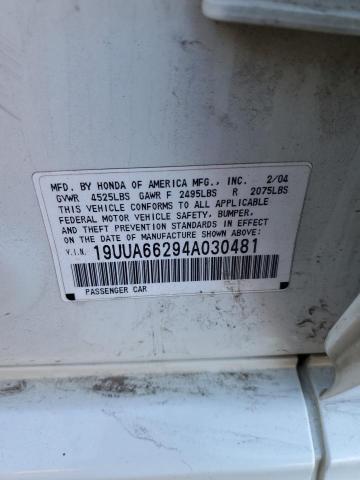 MFD. BY HONDA OF AMERICA MFG., INC. 2/04
GVWR 4525LBS GAWR F 2495LBS R 2075LBS
THIS VEHICLE CONFORMS TO ALL APPLICABLE
FEDERAL MOTOR VEHICLE SAFETY, BUMPER,
AND THEFT PREVENTION STANDARDS IN EFFECT
ON THE DATE OF MANUFACTURE SHOWN ABOVE:
V.I.N. 19UUA66294A030481
PASSENGER CAR